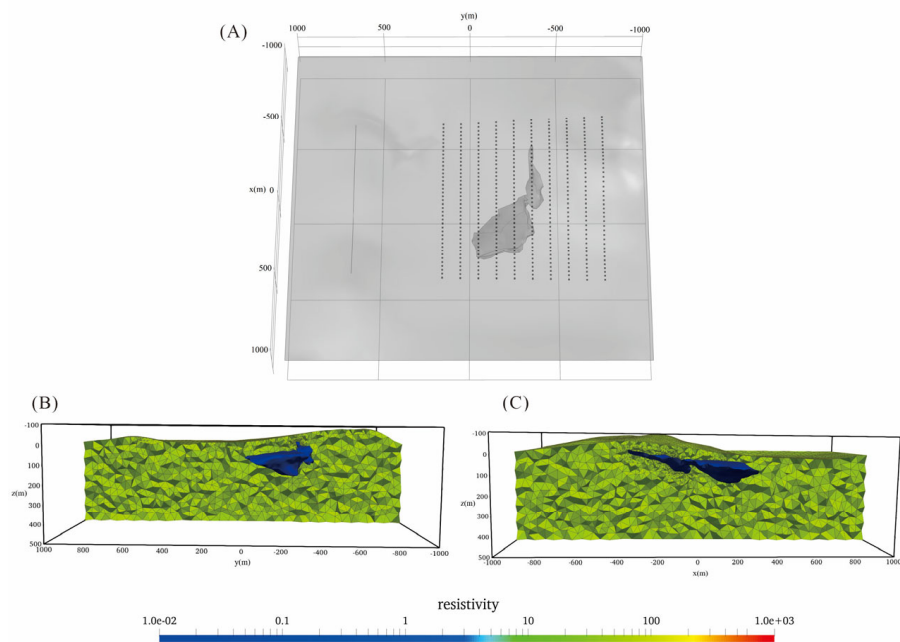 (A)
y(m)
1000 500 0 -500 -1000
-1000
-500
x(m) 0
500
1000
(B)
-100
0
100
200
z(m)
300
400
500
1000 800 600 400 200 0 -200 -400 -600 -800 -1000
y(m)
(C)
-100
0
100
200
z(m)
300
400
500
-1000 -800 -600 -400 -200 0 200 400 600 800 1000
x(m)
resistivity
1.0e-02 0.1 1 10 100 1.0e+03